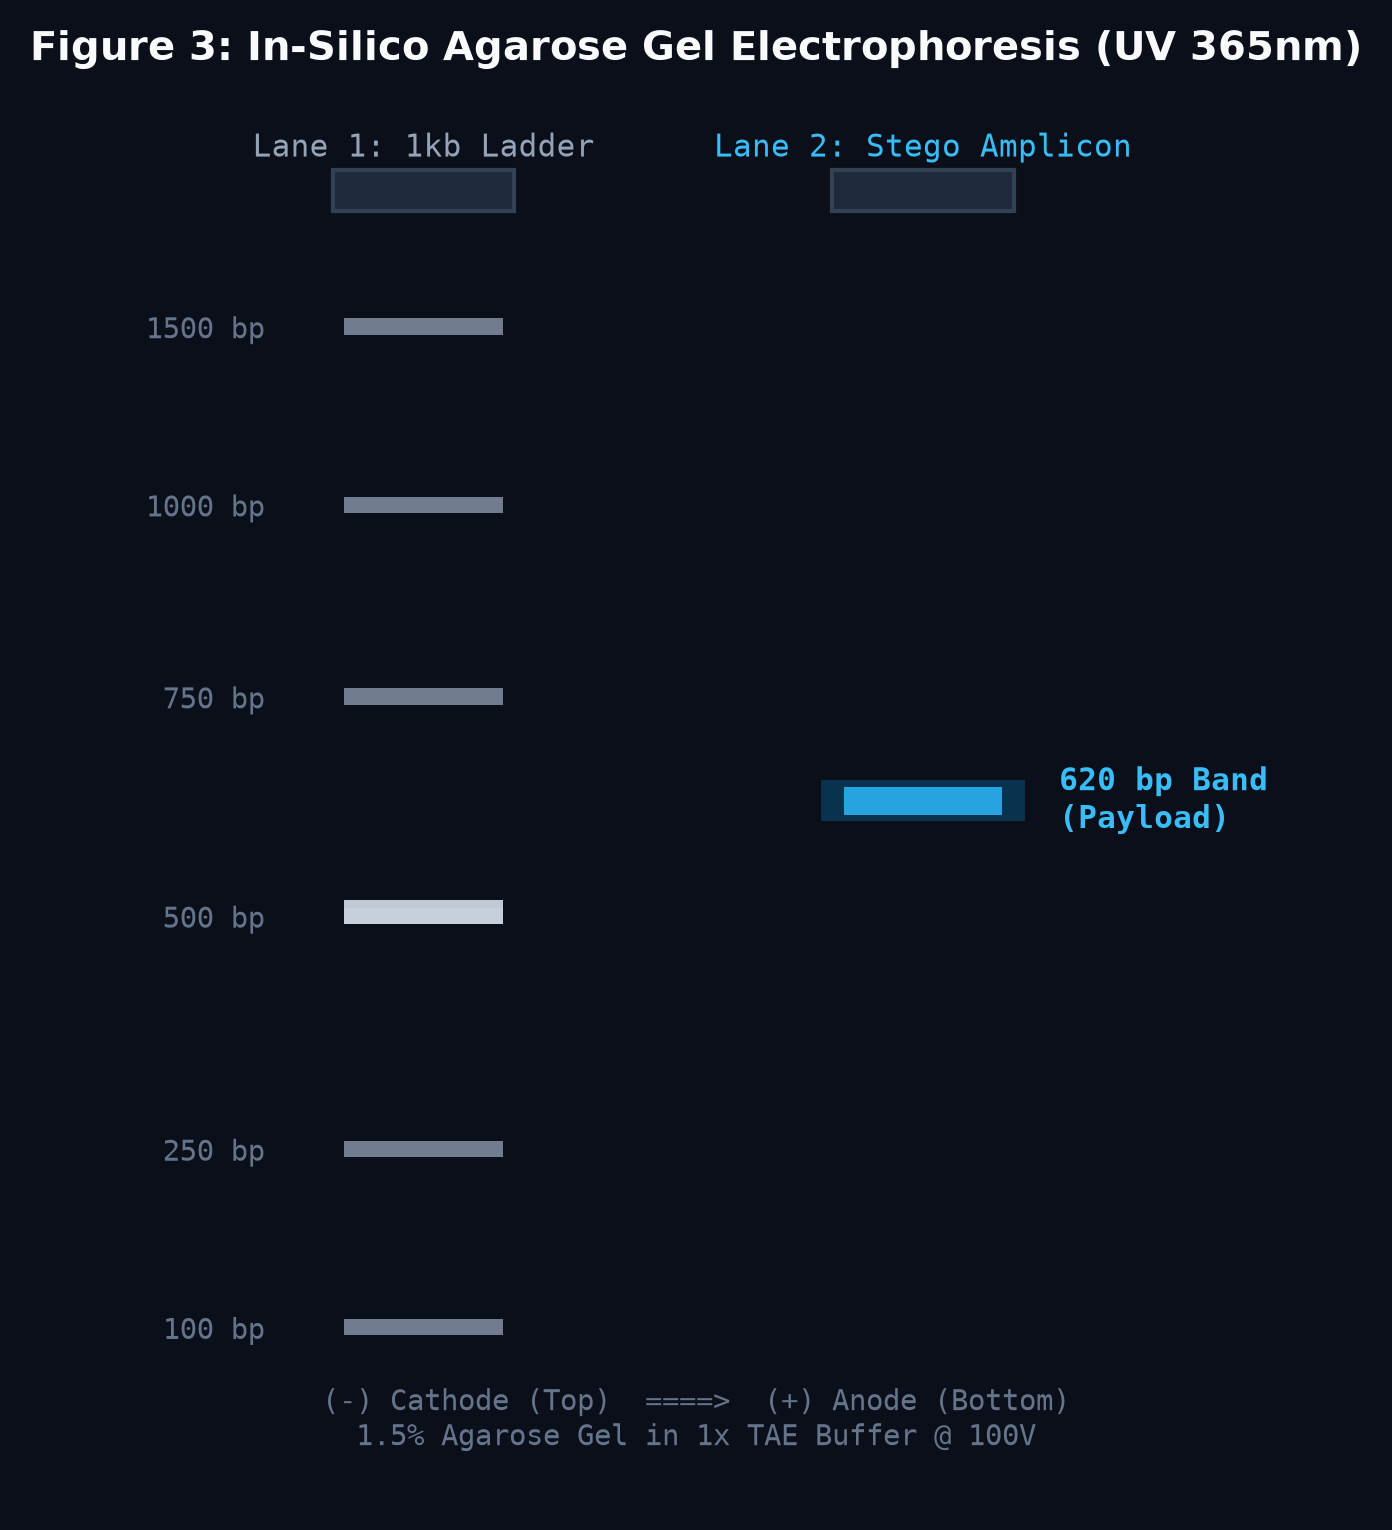 Figure 3: In-Silico Agarose Gel Electrophoresis (UV 365nm)
Lane 1: 1kb Ladder
Lane 2: Stego Amplicon
1500 bp
1000 bp
750 bp
620 bp Band
(Payload)
500 bp
250 bp
100 bp
(-) Cathode (Top)  ====>  (+) Anode (Bottom)
1.5% Agarose Gel in 1x TAE Buffer @ 100V